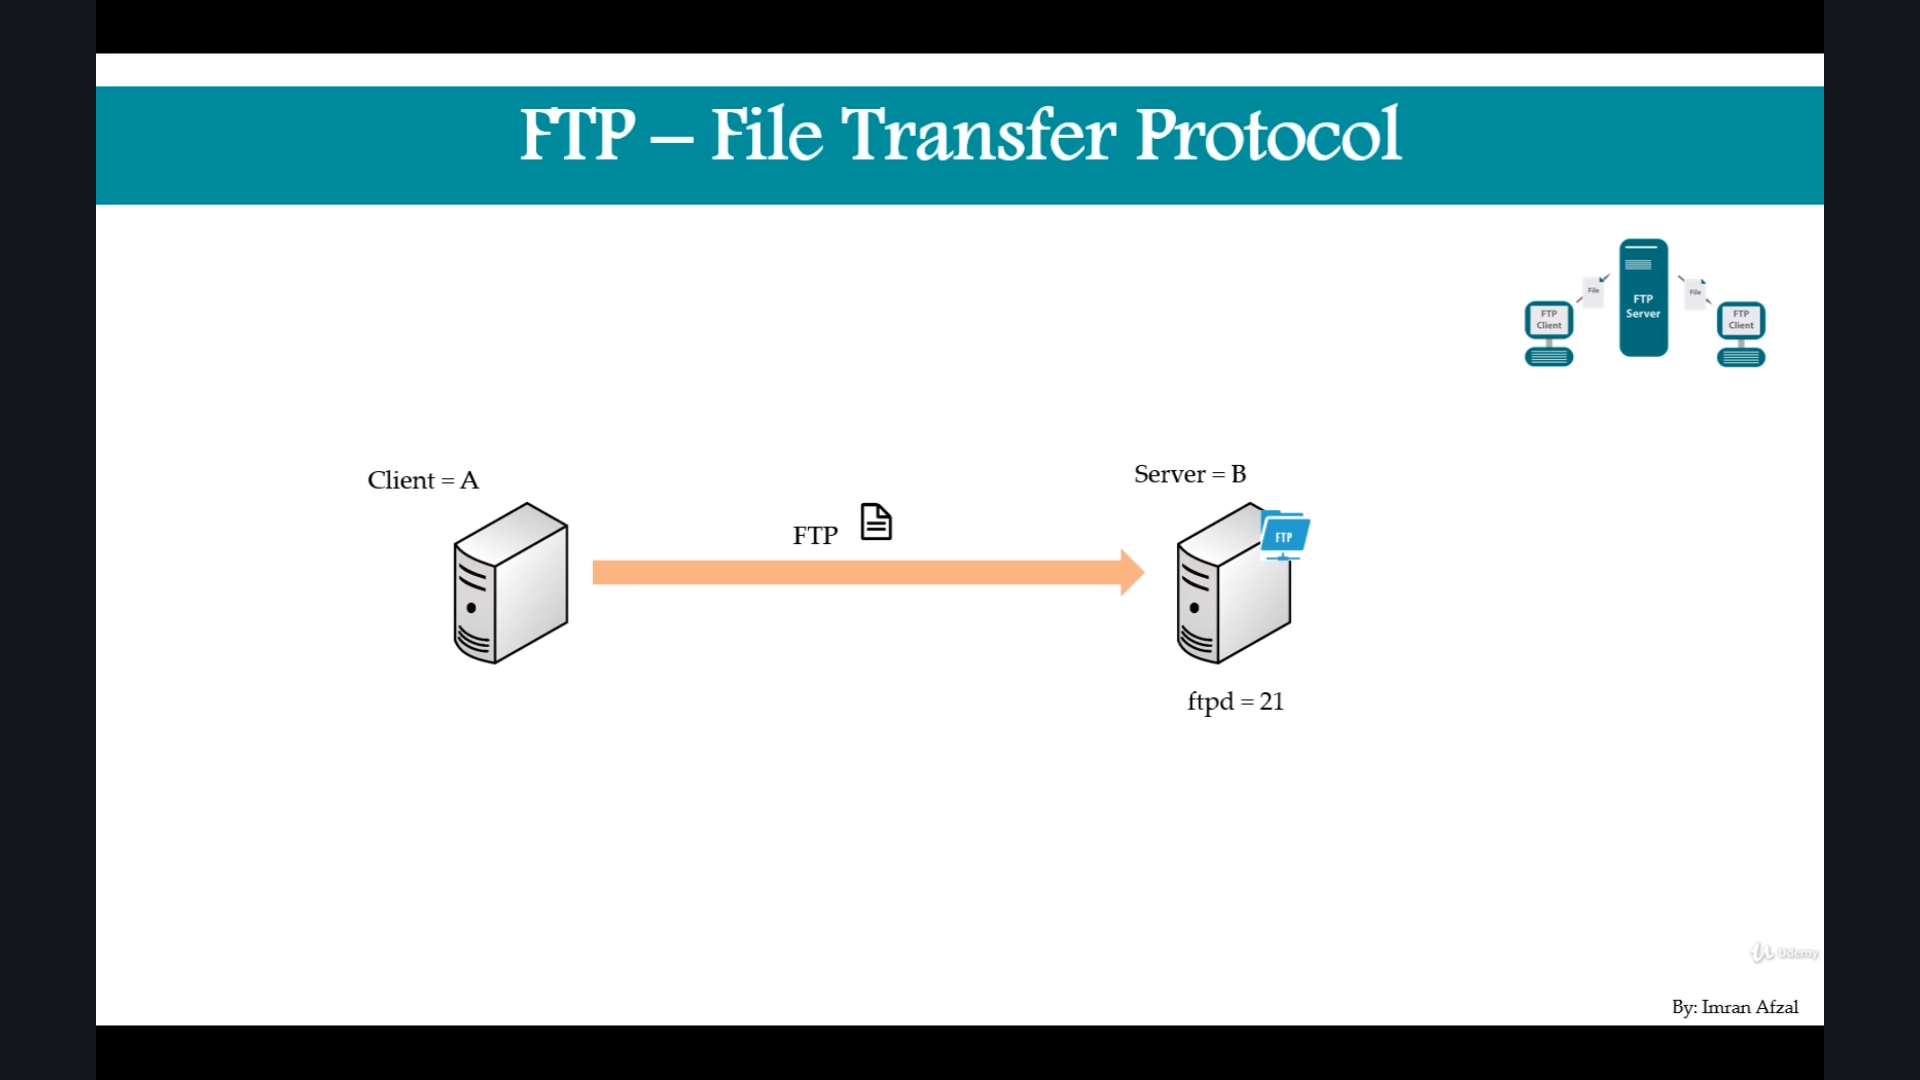 FTP – File Transfer Protocol
File
File
FTP
Server
FTP
Client
FTP
Client
Client = A
Server = B
FTP
FTP
ftpd = 21
Udemy
By: Imran Afzal